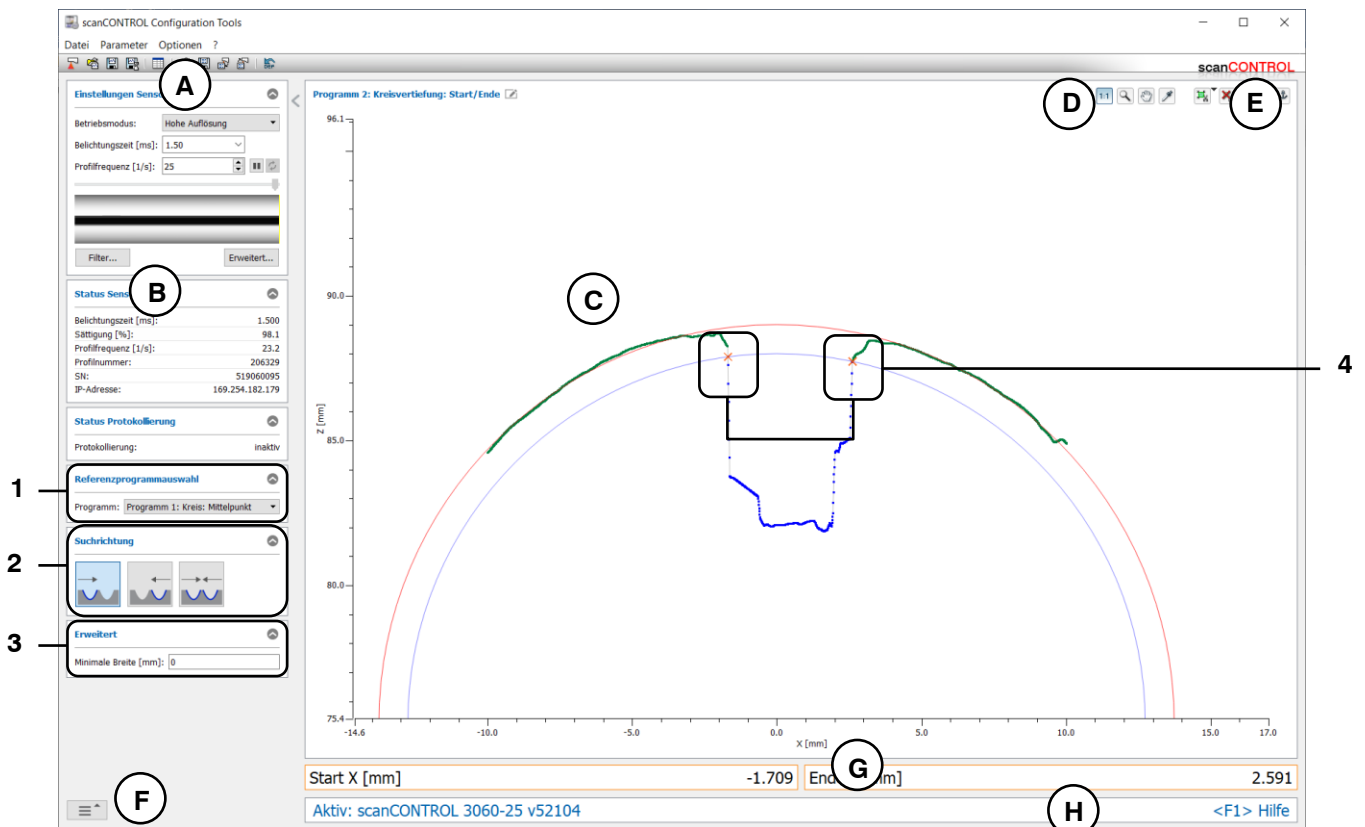 scanCONTROL Configuration Tools
Datei Parameter Optionen ?
scanCONTROL
A
Einstellungen
Betriebsmodus: Hohe Auflösung
Belichtungszeit [ms]: 1.50
Profilfrequenz [1/s]: 25
Filter... Erweitert...
B
Status
Belichtungszeit [ms]: 1.500
Sättigung [%]: 98.1
Profilfrequenz [1/s]: 23.2
Profilnummer: 206329
SN: 519060095
IP-Adresse: 169.254.182.179
Status Protokollierung
Protokollierung: inaktiv
1
Referenzprogrammauswahl
Programm: Programm 1: Kreis: Mittelpunkt
2
Suchrichtung
3
Erweitert
Minimale Breite [mm]: 0
F
Programm 2: Kreisvertiefung: Start/Ende
D
1:1
E
C
4
96.1
90.0
85.0
80.0
75.4
Z [mm]
-14.6 -10.0 -5.0 0.0 5.0 10.0 15.0 17.0
X [mm]
Start X [mm] -1.709
G
2.591
Aktiv: scanCONTROL 3060-25 v52104
H
<F1> Hilfe